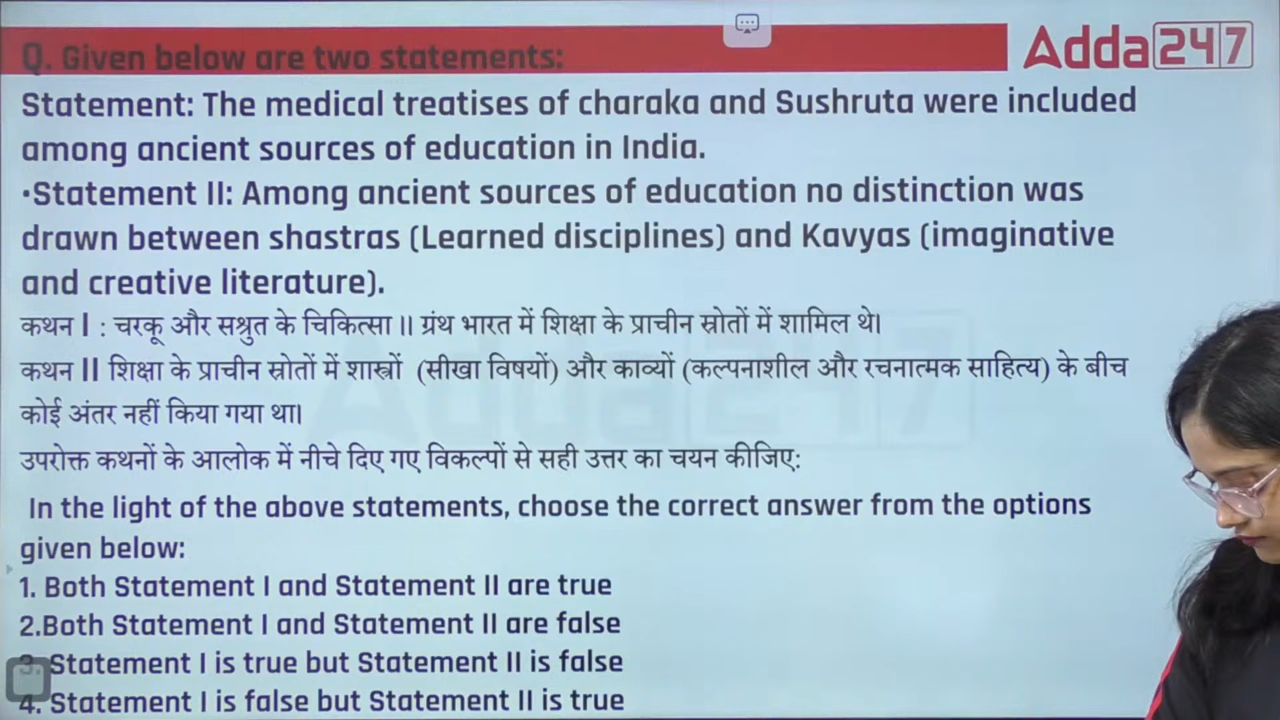 Q. Given below are two statements:
Adda247
Statement: The medical treatises of charaka and Sushruta were included
among ancient sources of education in India.
•Statement II: Among ancient sources of education no distinction was
drawn between shastras (Learned disciplines) and Kavyas (imaginative
and creative literature).
कथन I : चरकू और सश्रुत के चिकित्सा ॥ ग्रंथ भारत में शिक्षा के प्राचीन स्रोतों में शामिल थे।
कथन II शिक्षा के प्राचीन स्रोतों में शास्त्रों (सीखा विषयों) और काव्यों (कल्पनाशील और रचनात्मक साहित्य) के बीच
कोई अंतर नहीं किया गया था।
उपरोक्त कथनों के आलोक में नीचे दिए गए विकल्पों से सही उत्तर का चयन कीजिए:
In the light of the above statements, choose the correct answer from the options
given below:
1. Both Statement I and Statement II are true
2.Both Statement I and Statement II are false
3. Statement I is true but Statement II is false
4. Statement I is false but Statement II is true